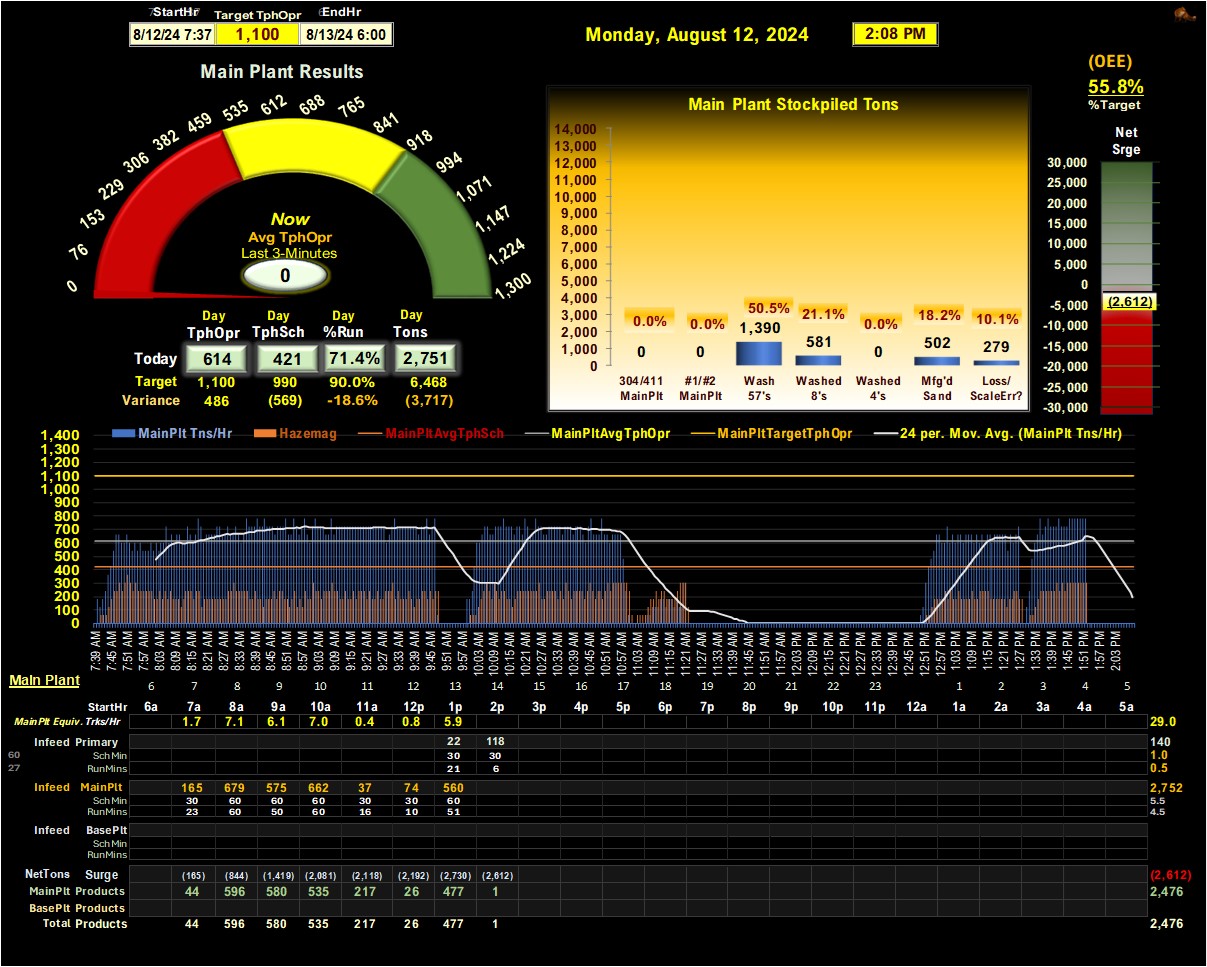 StartHr Target TphOpr EndHr
8/12/24 7:37 1,100 8/13/24 6:00
Monday, August 12, 2024 2:08 PM
(OEE)
55.8%
%Target
Main Plant Results
0 76 153 229 306 382 459 535 612 688 765 841 918 994 1,071 1,147 1,224 1,300
Now
Avg TphOpr
Last 3-Minutes
0
Day Day Day Day
TphOpr TphSch %Run Tons
Today 614 421 71.4% 2,751
Target 1,100 990 90.0% 6,468
Variance 486 (569) -18.6% (3,717)
Main Plant Stockpiled Tons
14,000
13,000
12,000
11,000
10,000
9,000
8,000
7,000
6,000
5,000
4,000
3,000
2,000
1,000
0
0.0% 0.0% 50.5% 21.1% 0.0% 18.2% 10.1%
0 0 1,390 581 0 502 279
304/411 #1/#2 Wash Washed Washed Mfg'd Loss/
MainPlt MainPlt 57's 8's 4's Sand ScaleErr?
Net
Srge
30,000
25,000
20,000
15,000
10,000
5,000
0
-5,000
-10,000
-15,000
-20,000
-25,000
-30,000
(2,612)
MainPlt Tns/Hr Hazemag MainPltAvgTphSch MainPltAvgTphOpr MainPltTargetTphOpr 24 per. Mov. Avg. (MainPlt Tns/Hr)
1,400
1,300
1,200
1,100
1,000
900
800
700
600
500
400
300
200
100
0
7:39 AM 7:45 AM 7:51 AM 7:57 AM 8:03 AM 8:09 AM 8:15 AM 8:21 AM 8:27 AM 8:33 AM 8:39 AM 8:45 AM 8:51 AM 8:57 AM 9:03 AM 9:09 AM 9:15 AM 9:21 AM 9:27 AM 9:33 AM 9:39 AM 9:45 AM 9:51 AM 9:57 AM 10:03 AM 10:09 AM 10:15 AM 10:21 AM 10:27 AM 10:33 AM 10:39 AM 10:45 AM 10:51 AM 10:57 AM 11:03 AM 11:09 AM 11:15 AM 11:21 AM 11:27 AM 11:33 AM 11:39 AM 11:45 AM 11:51 AM 11:57 AM 12:03 PM 12:09 PM 12:15 PM 12:21 PM 12:27 PM 12:33 PM 12:39 PM 12:45 PM 12:51 PM 12:57 PM 1:03 PM 1:09 PM 1:15 PM 1:21 PM 1:27 PM 1:33 PM 1:39 PM 1:45 PM 1:51 PM 1:57 PM 2:03 PM
Main Plant 6 7 8 9 10 11 12 13 14 15 16 17 18 19 20 21 22 23 1 2 3 4 5
StartHr 6a 7a 8a 9a 10a 11a 12p 1p 2p 3p 4p 5p 6p 7p 8p 9p 10p 11p 12a 1a 2a 3a 4a 5a
MainPlt Equiv. Trks/Hr 1.7 7.1 6.1 7.0 0.4 0.8 5.9 29.0
Infeed Primary 22 118 140
60 Sch Min 30 30 1.0
27 RunMins 21 6 0.5
Infeed MainPlt 165 679 575 662 37 74 560 2,752
Sch Min 30 60 60 60 30 30 60 5.5
RunMins 23 60 50 60 16 10 51 4.5
Infeed BasePlt
Sch Min
RunMins
NetTons Surge (165) (844) (1,419) (2,081) (2,118) (2,192) (2,730) (2,612) (2,612)
MainPlt Products 44 596 580 535 217 26 477 1 2,476
BasePlt Products
Total Products 44 596 580 535 217 26 477 1 2,476